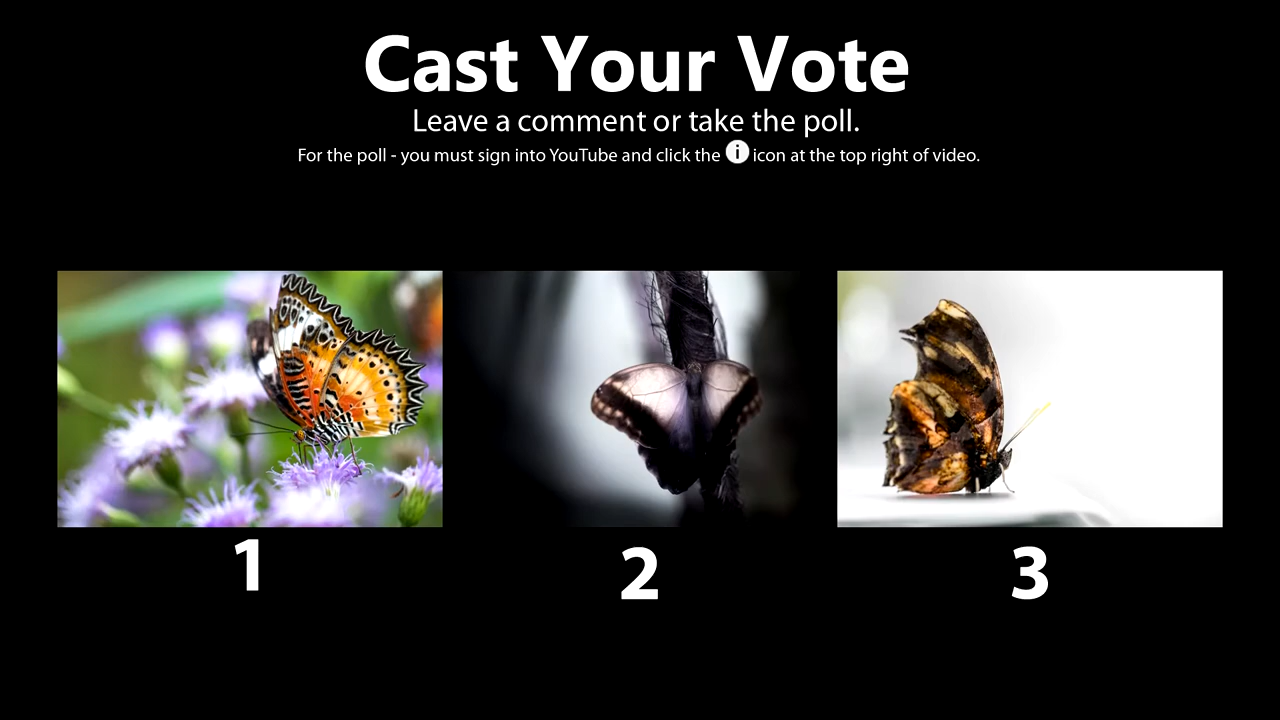 Cast Your Vote
Leave a comment or take the poll.
For the poll - you must sign into YouTube and click the i icon at the top right of video.
1 2 3